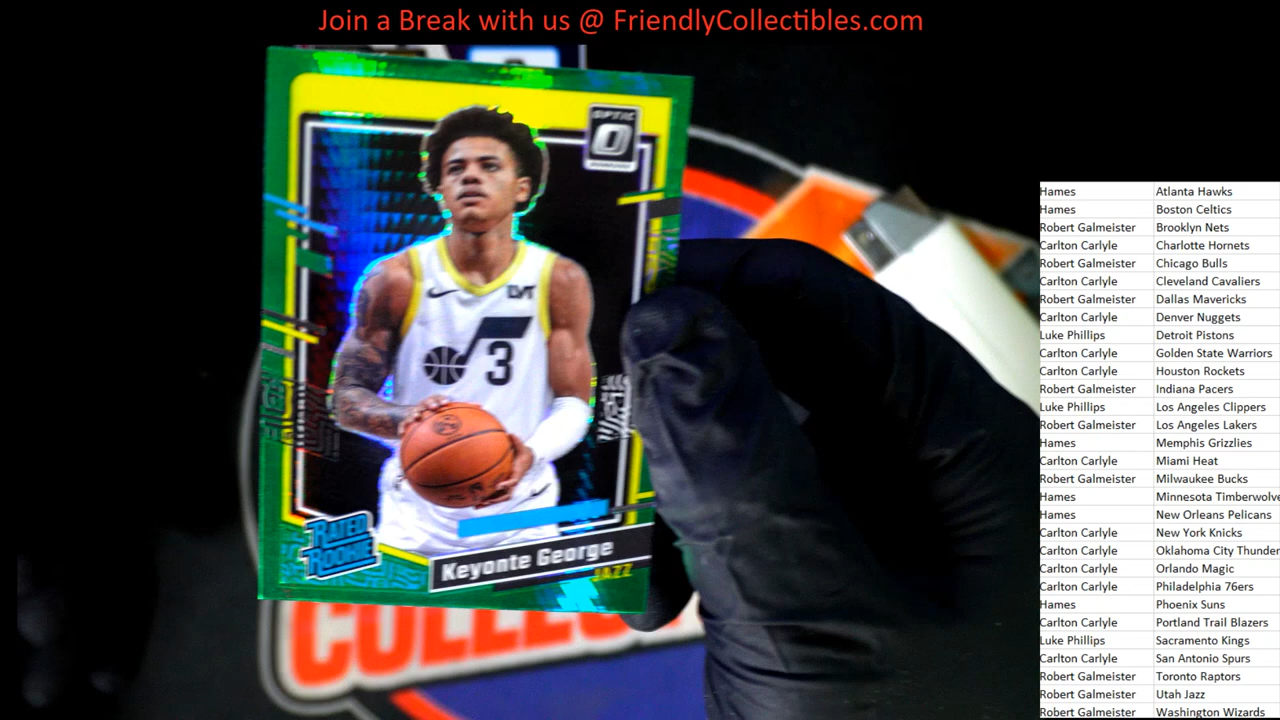 Join a Break with us @ FriendlyCollectibles.com
OPTIC
3
RATED
ROOKIE
Keyonte George
JAZZ
Hames Atlanta Hawks
Hames Boston Celtics
Robert Galmeister Brooklyn Nets
Carlton Carlyle Charlotte Hornets
Robert Galmeister Chicago Bulls
Carlton Carlyle Cleveland Cavaliers
Robert Galmeister Dallas Mavericks
Carlton Carlyle Denver Nuggets
Luke Phillips Detroit Pistons
Carlton Carlyle Golden State Warriors
Carlton Carlyle Houston Rockets
Robert Galmeister Indiana Pacers
Luke Phillips Los Angeles Clippers
Robert Galmeister Los Angeles Lakers
Hames Memphis Grizzlies
Carlton Carlyle Miami Heat
Robert Galmeister Milwaukee Bucks
Hames Minnesota Timberwolve
Hames New Orleans Pelicans
Carlton Carlyle New York Knicks
Carlton Carlyle Oklahoma City Thunder
Carlton Carlyle Orlando Magic
Carlton Carlyle Philadelphia 76ers
Hames Phoenix Suns
Carlton Carlyle Portland Trail Blazers
Luke Phillips Sacramento Kings
Carlton Carlyle San Antonio Spurs
Robert Galmeister Toronto Raptors
Robert Galmeister Utah Jazz
Robert Galmeister Washington Wizards